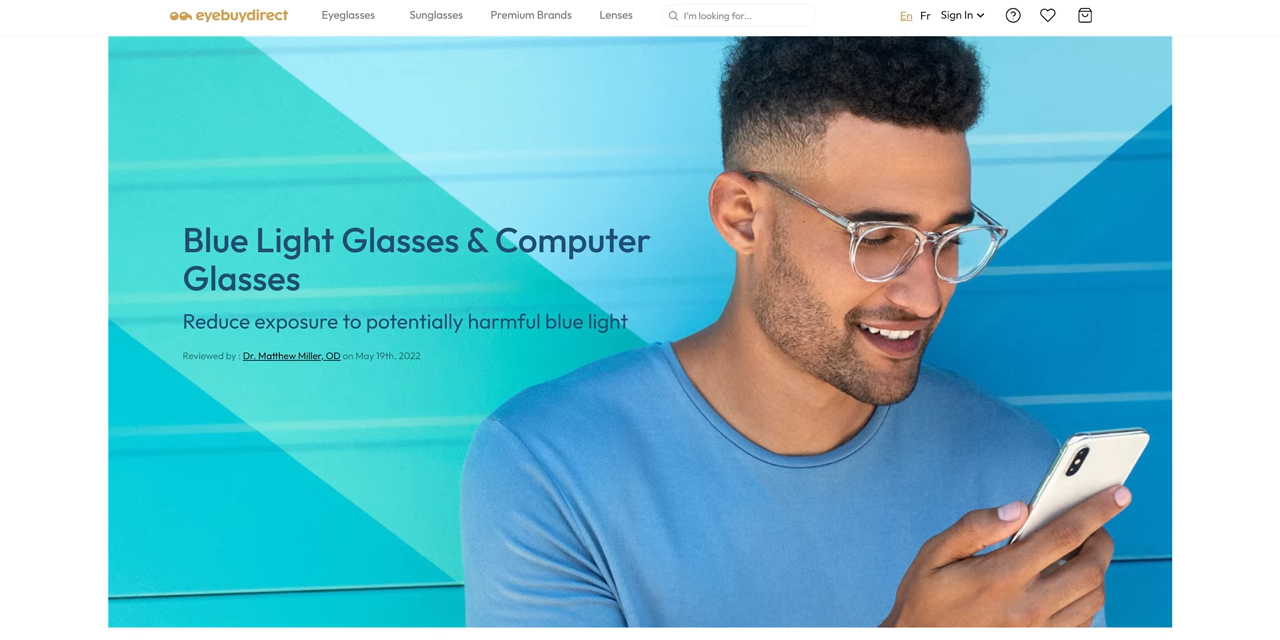 eyebuydirect
Eyeglasses
Sunglasses
Premium Brands
Lenses
I'm looking for...
En
Fr
Sign In
Blue Light Glasses & Computer
Glasses
Reduce exposure to potentially harmful blue light
Reviewed by : Dr. Matthew Miller, OD on May 19th, 2022